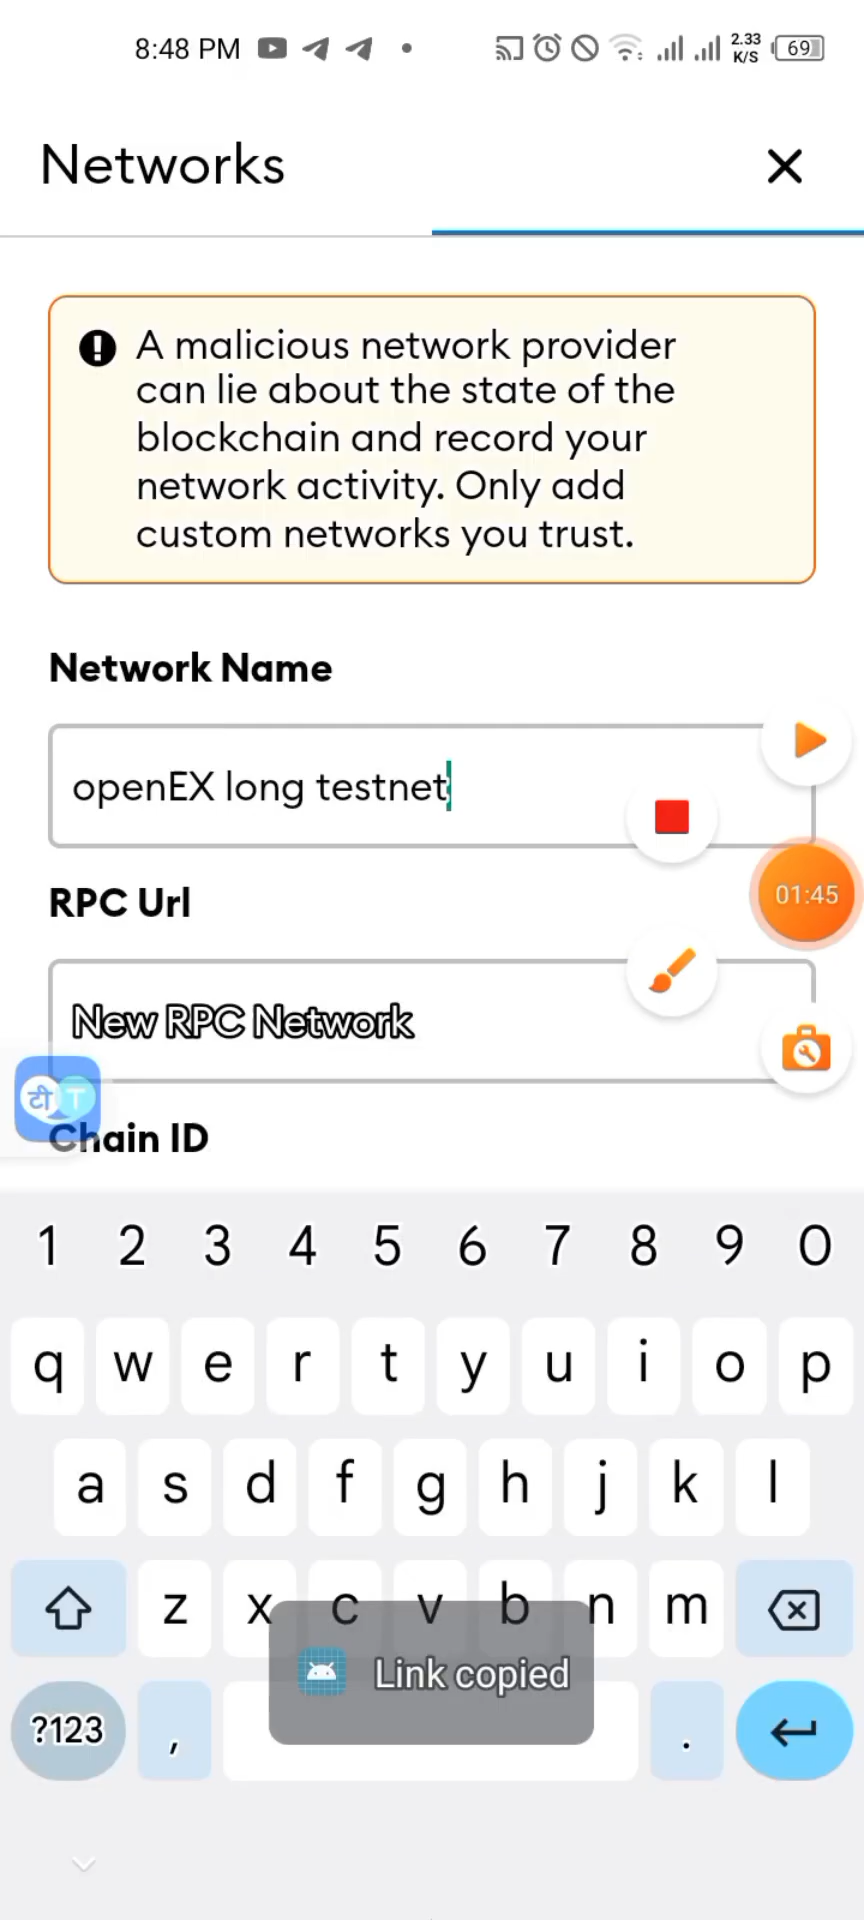 8:48 PM
2.33
K/S
69
Networks
A malicious network provider
can lie about the state of the
blockchain and record your
network activity. Only add
custom networks you trust.
Network Name
openEX long testnet
01:45
RPC Url
New RPC Network
टी T
Chain ID
1 2 3 4 5 6 7 8 9 0
q w e r t y u i o p
a s d f g h j k l
z x c v b n m
Link copied
?123 , .